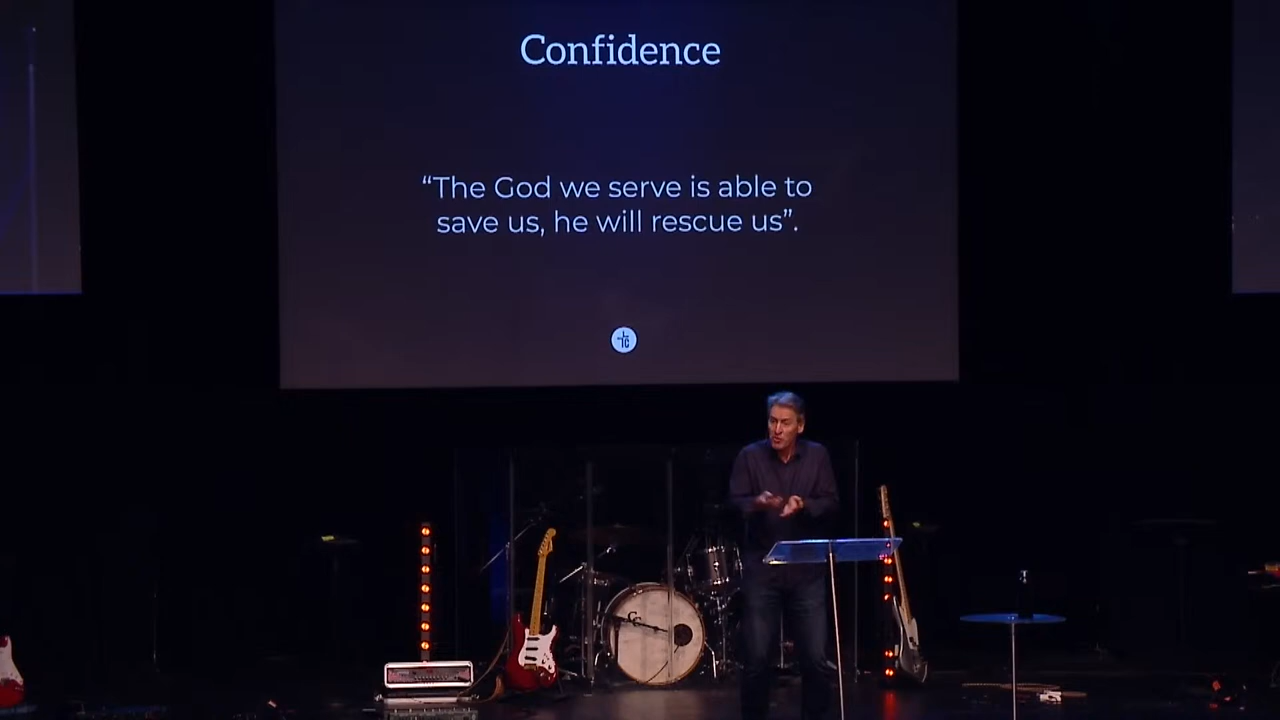 Confidence
“The God we serve is able to
save us, he will rescue us”.